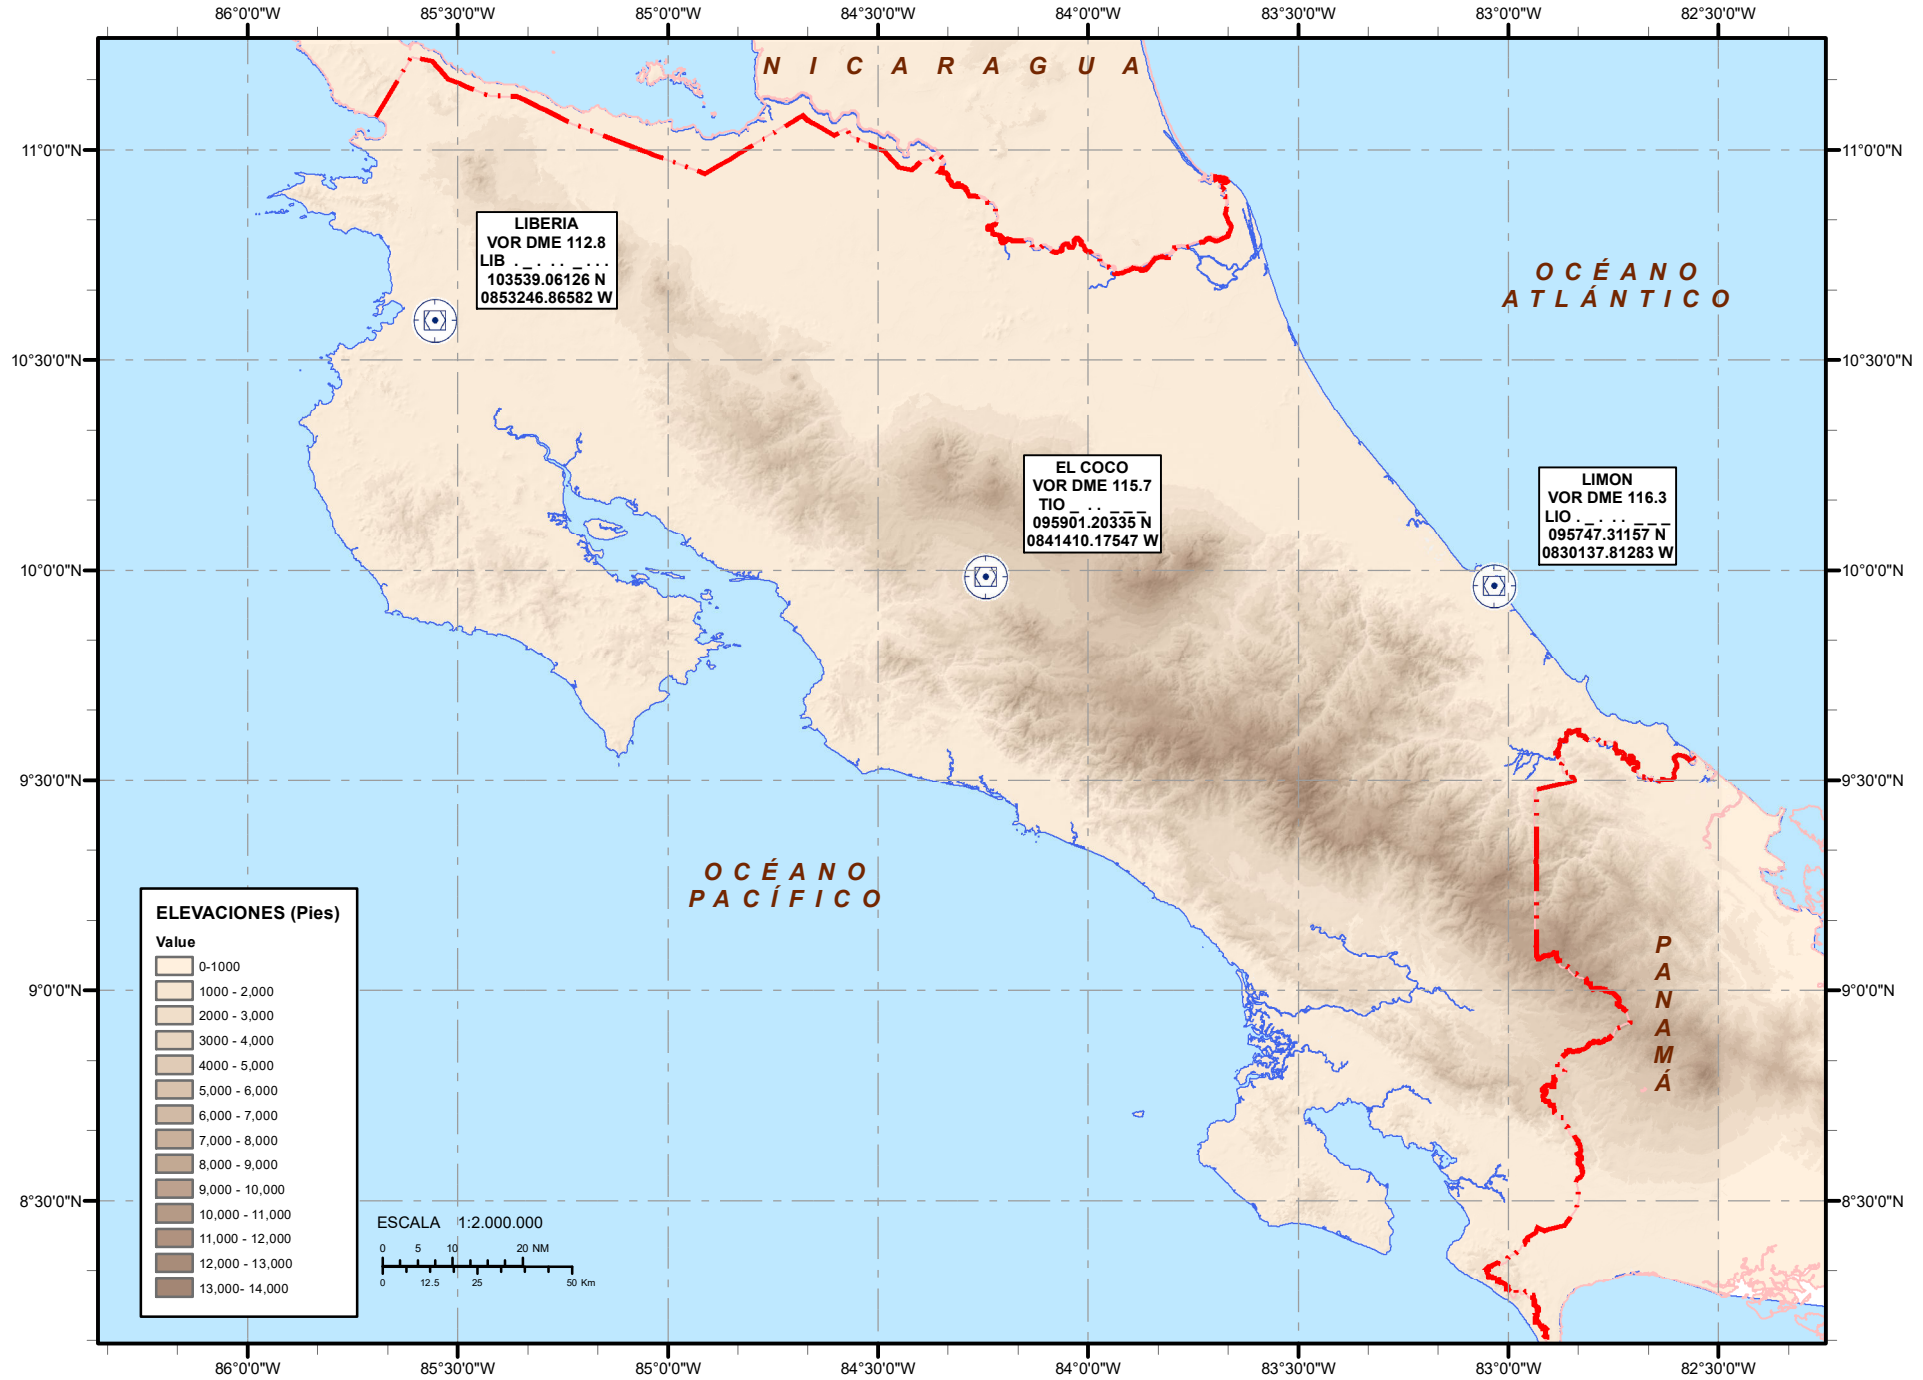 86°0'0"W 85°30'0"W 85°0'0"W 84°30'0"W 84°0'0"W 83°30'0"W 83°0'0"W 82°30'0"W
NICARAGUA
11°0'0"N 11°0'0"N
LIBERIA
VOR DME 112.8
LIB . _ . . . . _ . . .
103539.06126 N
0853246.86582 W
OCÉANO
ATLÁNTICO
10°30'0"N 10°30'0"N
EL COCO
VOR DME 115.7
TIO _ . . _ _ _
095901.20335 N
0841410.17547 W
LIMON
VOR DME 116.3
LIO . _ . . . . _ _ _
095747.31157 N
0830137.81283 W
10°0'0"N 10°0'0"N
9°30'0"N 9°30'0"N
OCÉANO
PACÍFICO
PANAMÁ
9°0'0"N 9°0'0"N
8°30'0"N 8°30'0"N
ELEVACIONES (Pies)
Value
0-1000
1000 - 2,000
2000 - 3,000
3000 - 4,000
4000 - 5,000
5,000 - 6,000
6,000 - 7,000
7,000 - 8,000
8,000 - 9,000
9,000 - 10,000
10,000 - 11,000
11,000 - 12,000
12,000 - 13,000
13,000- 14,000
ESCALA 1:2.000.000
0 5 10 20 NM
0 12.5 25 50 Km
86°0'0"W 85°30'0"W 85°0'0"W 84°30'0"W 84°0'0"W 83°30'0"W 83°0'0"W 82°30'0"W